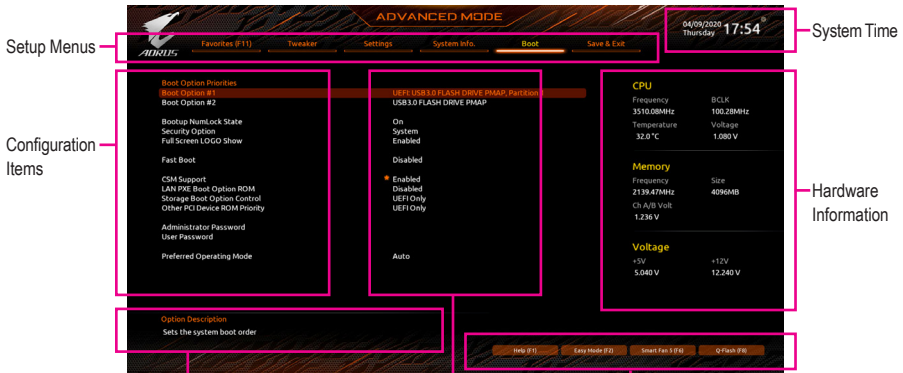 ADVANCED MODE
04/09/2020 17:54
Thursday
System Time
Setup Menus
AORUS
Favorites (F11) Tweaker Settings System Info. Boot Save & Exit
Boot Option Priorities
Boot Option #1 UEFI: USB3.0 FLASH DRIVE PMAP, Partition 1
Boot Option #2 USB3.0 FLASH DRIVE PMAP
Bootup NumLock State On
Security Option System
Full Screen LOGO Show Enabled
Fast Boot Disabled
CSM Support * Enabled
LAN PXE Boot Option ROM Disabled
Storage Boot Option Control UEFI Only
Other PCI Device ROM Priority UEFI Only
Administrator Password
User Password
Preferred Operating Mode Auto
Configuration
Items
CPU
Frequency BCLK
3510.08MHz 100.28MHz
Temperature Voltage
32.0 °C 1.080 V
Memory
Frequency Size
2139.47MHz 4096MB
Ch A/B Volt
1.236 V
Voltage
+5V +12V
5.040 V 12.240 V
Hardware
Information
Option Description
Sets the system boot order
Help (F1) Easy Mode (F2) Smart Fan 5 (F6) Q-Flash (F8)